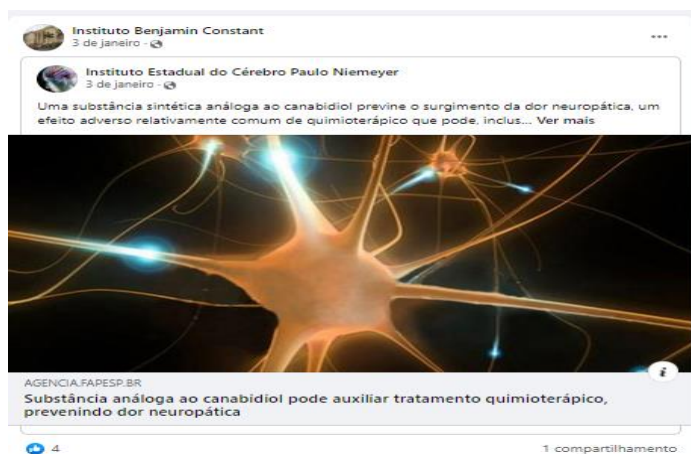 Instituto Benjamin Constant
3 de janeiro ·
...
Instituto Estadual do Cérebro Paulo Niemeyer
3 de janeiro ·
Uma substância sintética análoga ao canabidiol previne o surgimento da dor neuropática, um
efeito adverso relativamente comum de quimioterápico que pode, inclus... Ver mais
i
AGENCIA.FAPESP.BR
Substância análoga ao canabidiol pode auxiliar tratamento quimioterápico,
prevenindo dor neuropática
4
1 compartilhamento